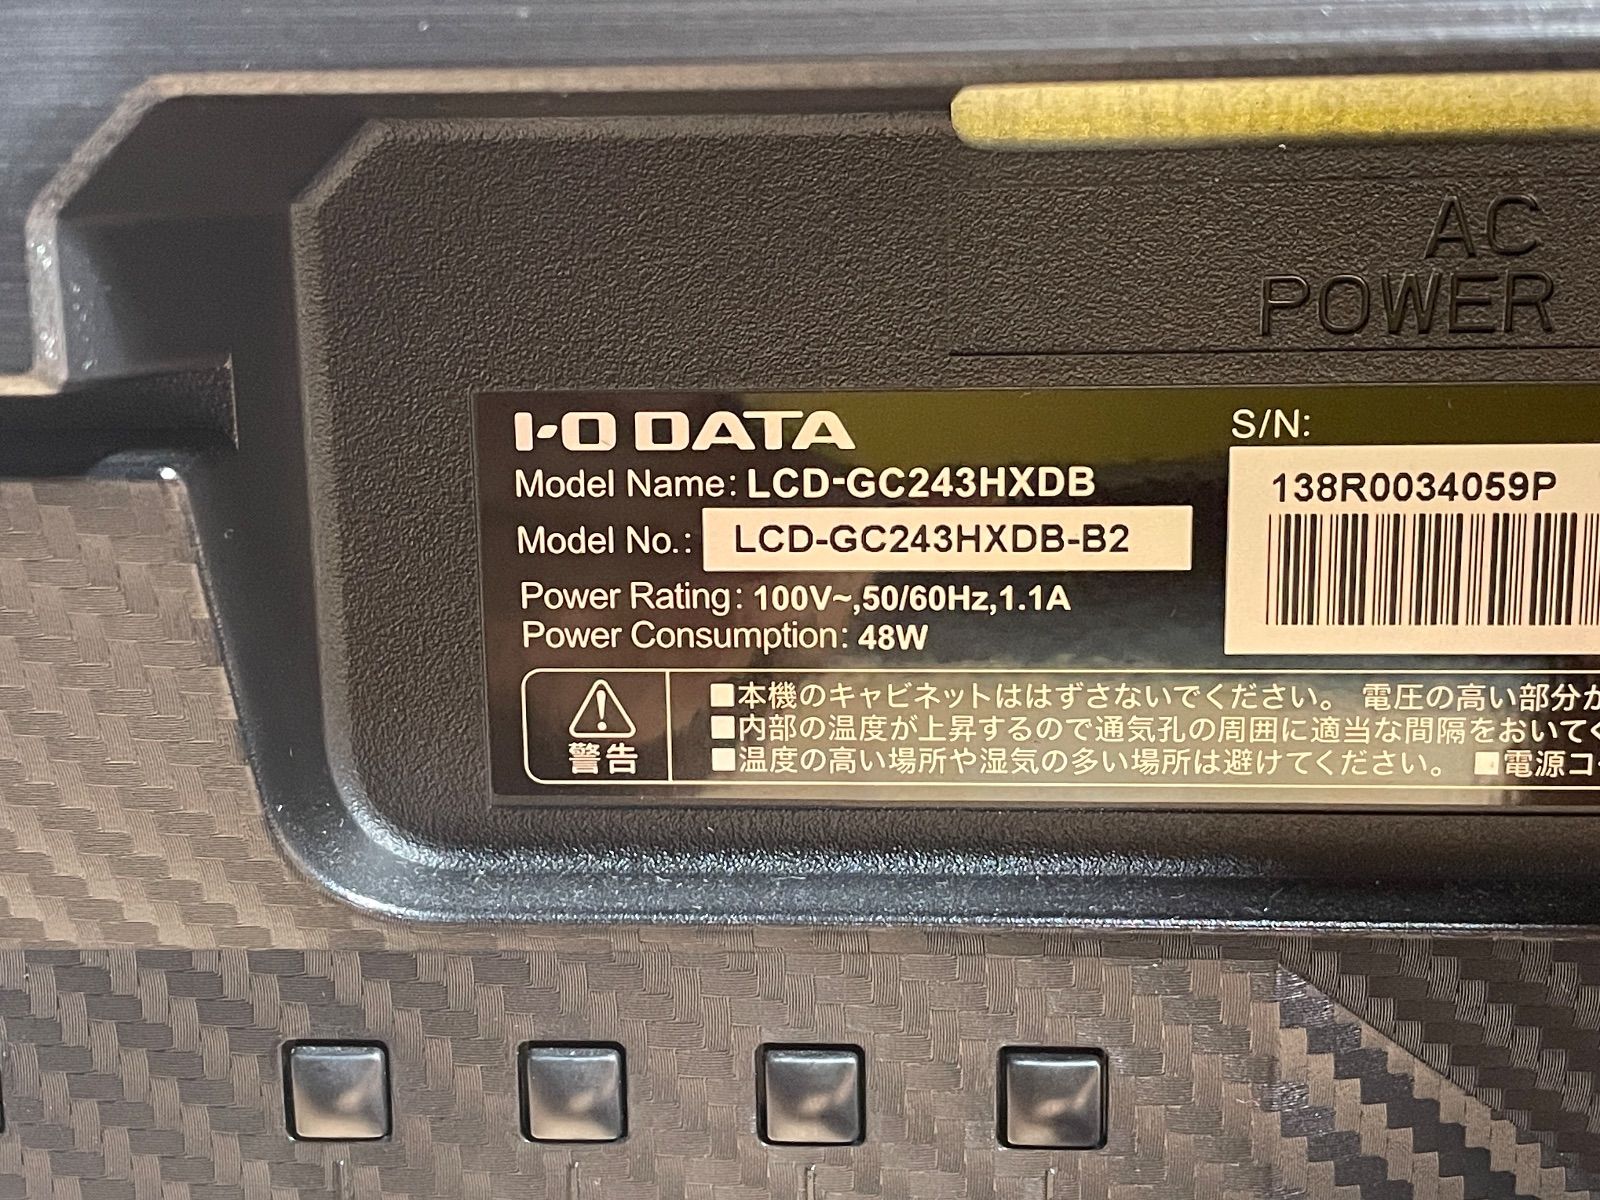 AC
POWER
I-O DATA
S/N:
Model Name: LCD-GC243HXDB
138R0034059P
Model No.: LCD-GC243HXDB-B2
Power Rating: 100V~,50/60Hz,1.1A
Power Consumption: 48W
警告
■本機のキャビネットははずさないでください。 電圧の高い部分が
■内部の温度が上昇するので通気孔の周囲に適当な間隔をおいてく
■温度の高い場所や湿気の多い場所は避けてください。 ■電源コー